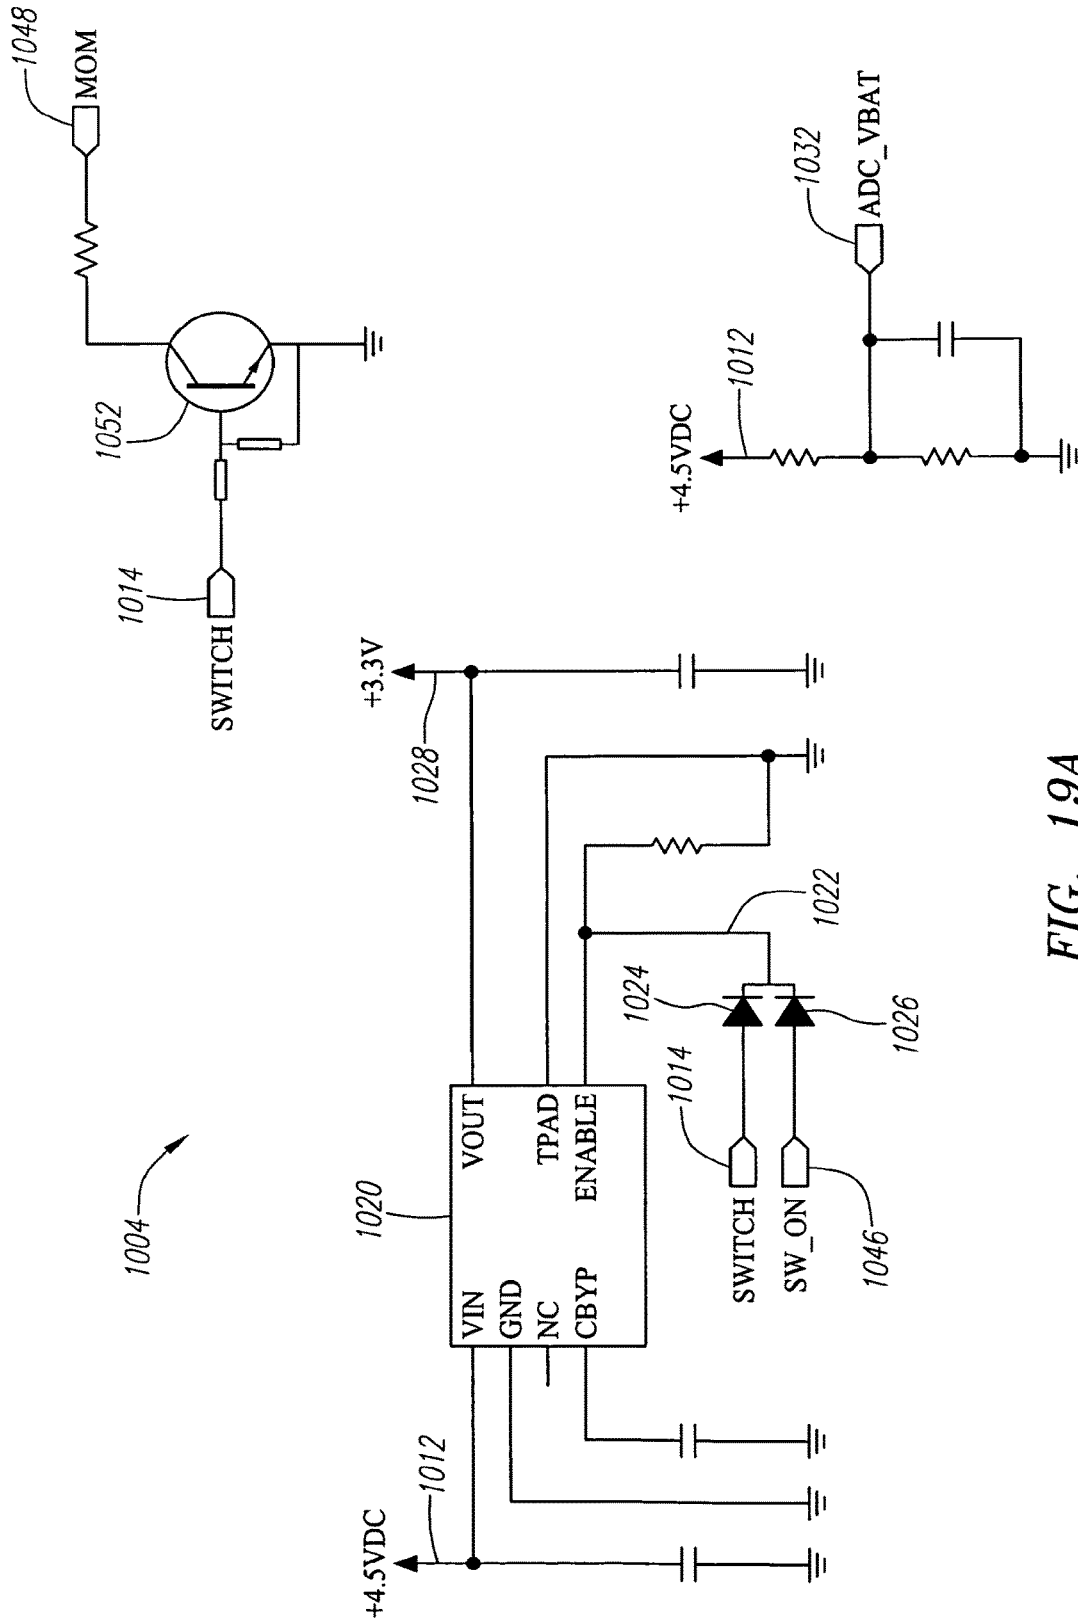 1004
+4.5VDC
1012
1020
VIN
GND
NC
CBYP
VOUT
TPAD
ENABLE
+3.3V
1028
SWITCH
1014
1024
SW_ON
1046
1026
1022
SWITCH
1014
1052
1048
MOM
+4.5VDC
1012
1032
ADC_VBAT
FIG. 19A